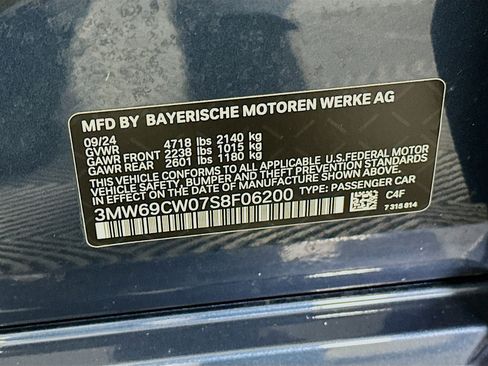 MFD BY BAYERISCHE MOTOREN WERKE AG
09/24
GVWR 4718 lbs 2140 kg
GAWR FRONT 2238 lbs 1015 kg
GAWR REAR 2601 lbs 1180 kg
THIS VEHICLE CONFORMS TO ALL APPLICABLE U.S.FEDERAL MOTOR
VEHICLE SAFETY, BUMPER, AND THEFT PREVENTION STANDARDS IN
EFFECT ON THE DATE OF MANUFACTURE SHOWN ABOVE.
3MW69CW07S8F06200 TYPE: PASSENGER CAR
C4F
7 315 814